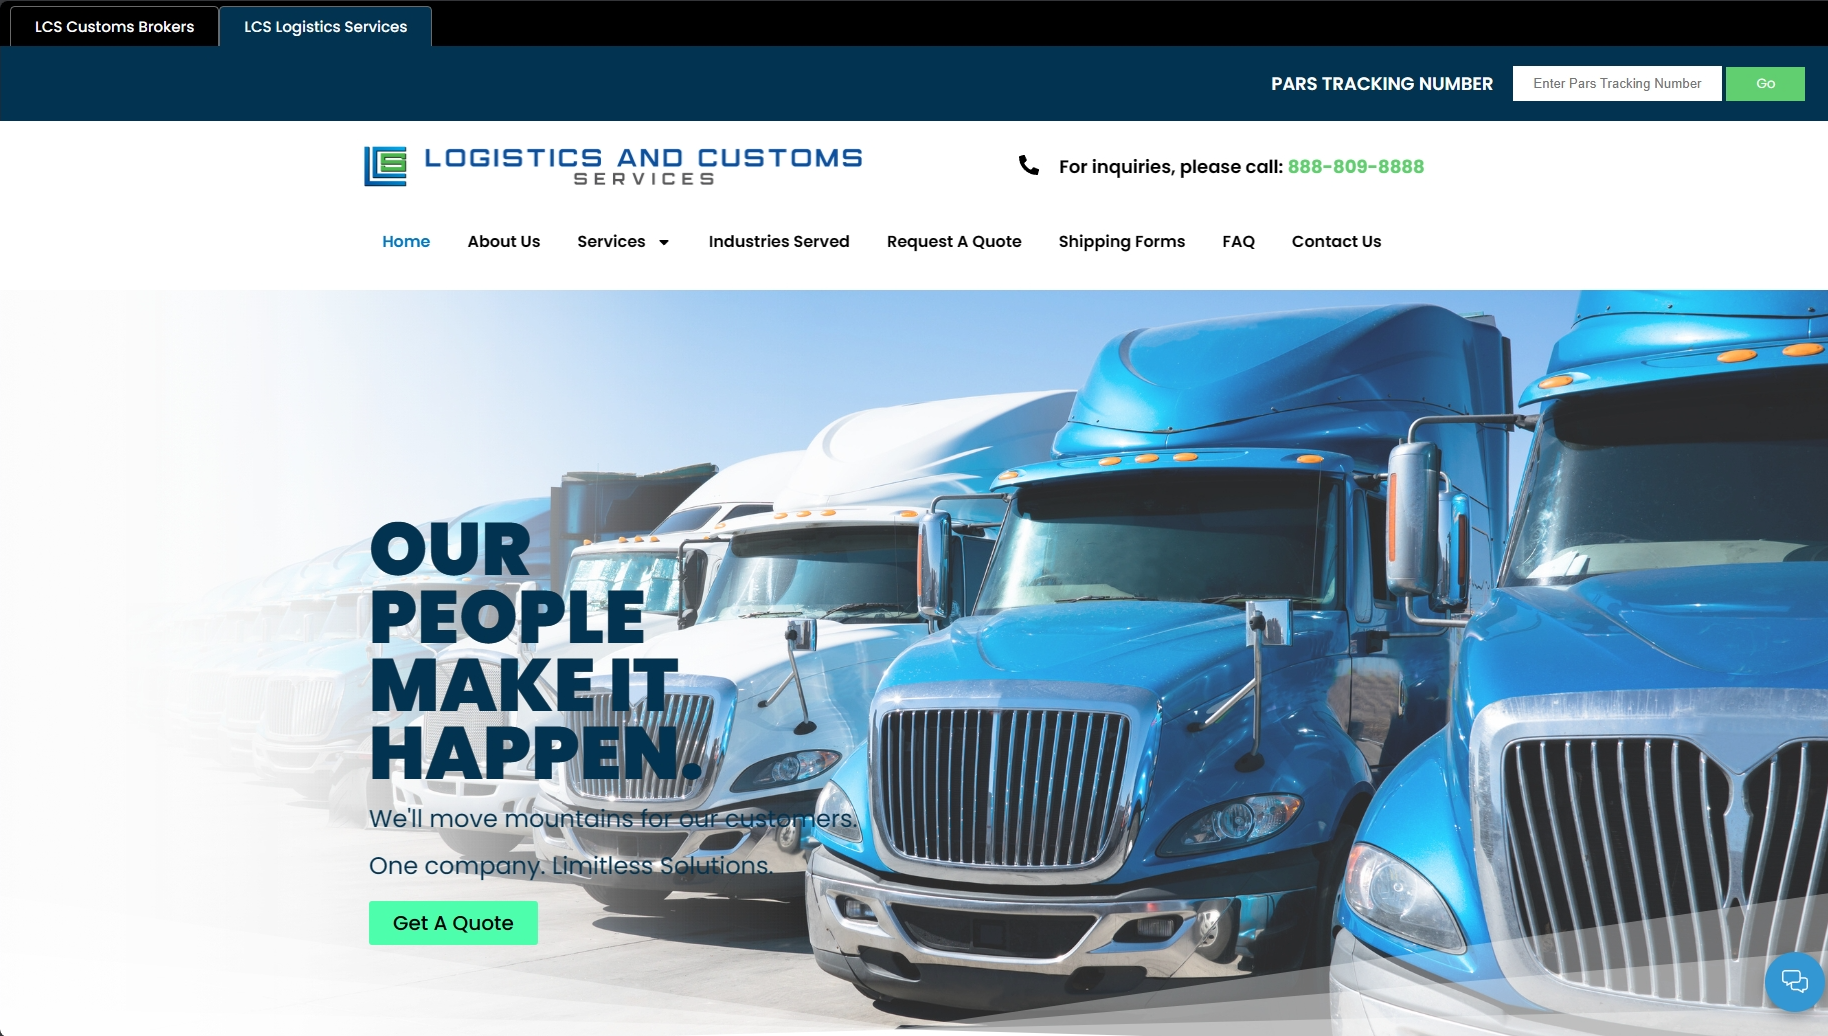 LCS Customs Brokers
LCS Logistics Services
PARS TRACKING NUMBER
Enter Pars Tracking Number
Go
LCS LOGISTICS AND CUSTOMS
SERVICES
For inquiries, please call: 888-809-8888
Home
About Us
Services
Industries Served
Request A Quote
Shipping Forms
FAQ
Contact Us
OUR
PEOPLE
MAKE IT
HAPPEN.
We'll move mountains for our customers.
One company. Limitless Solutions.
Get A Quote